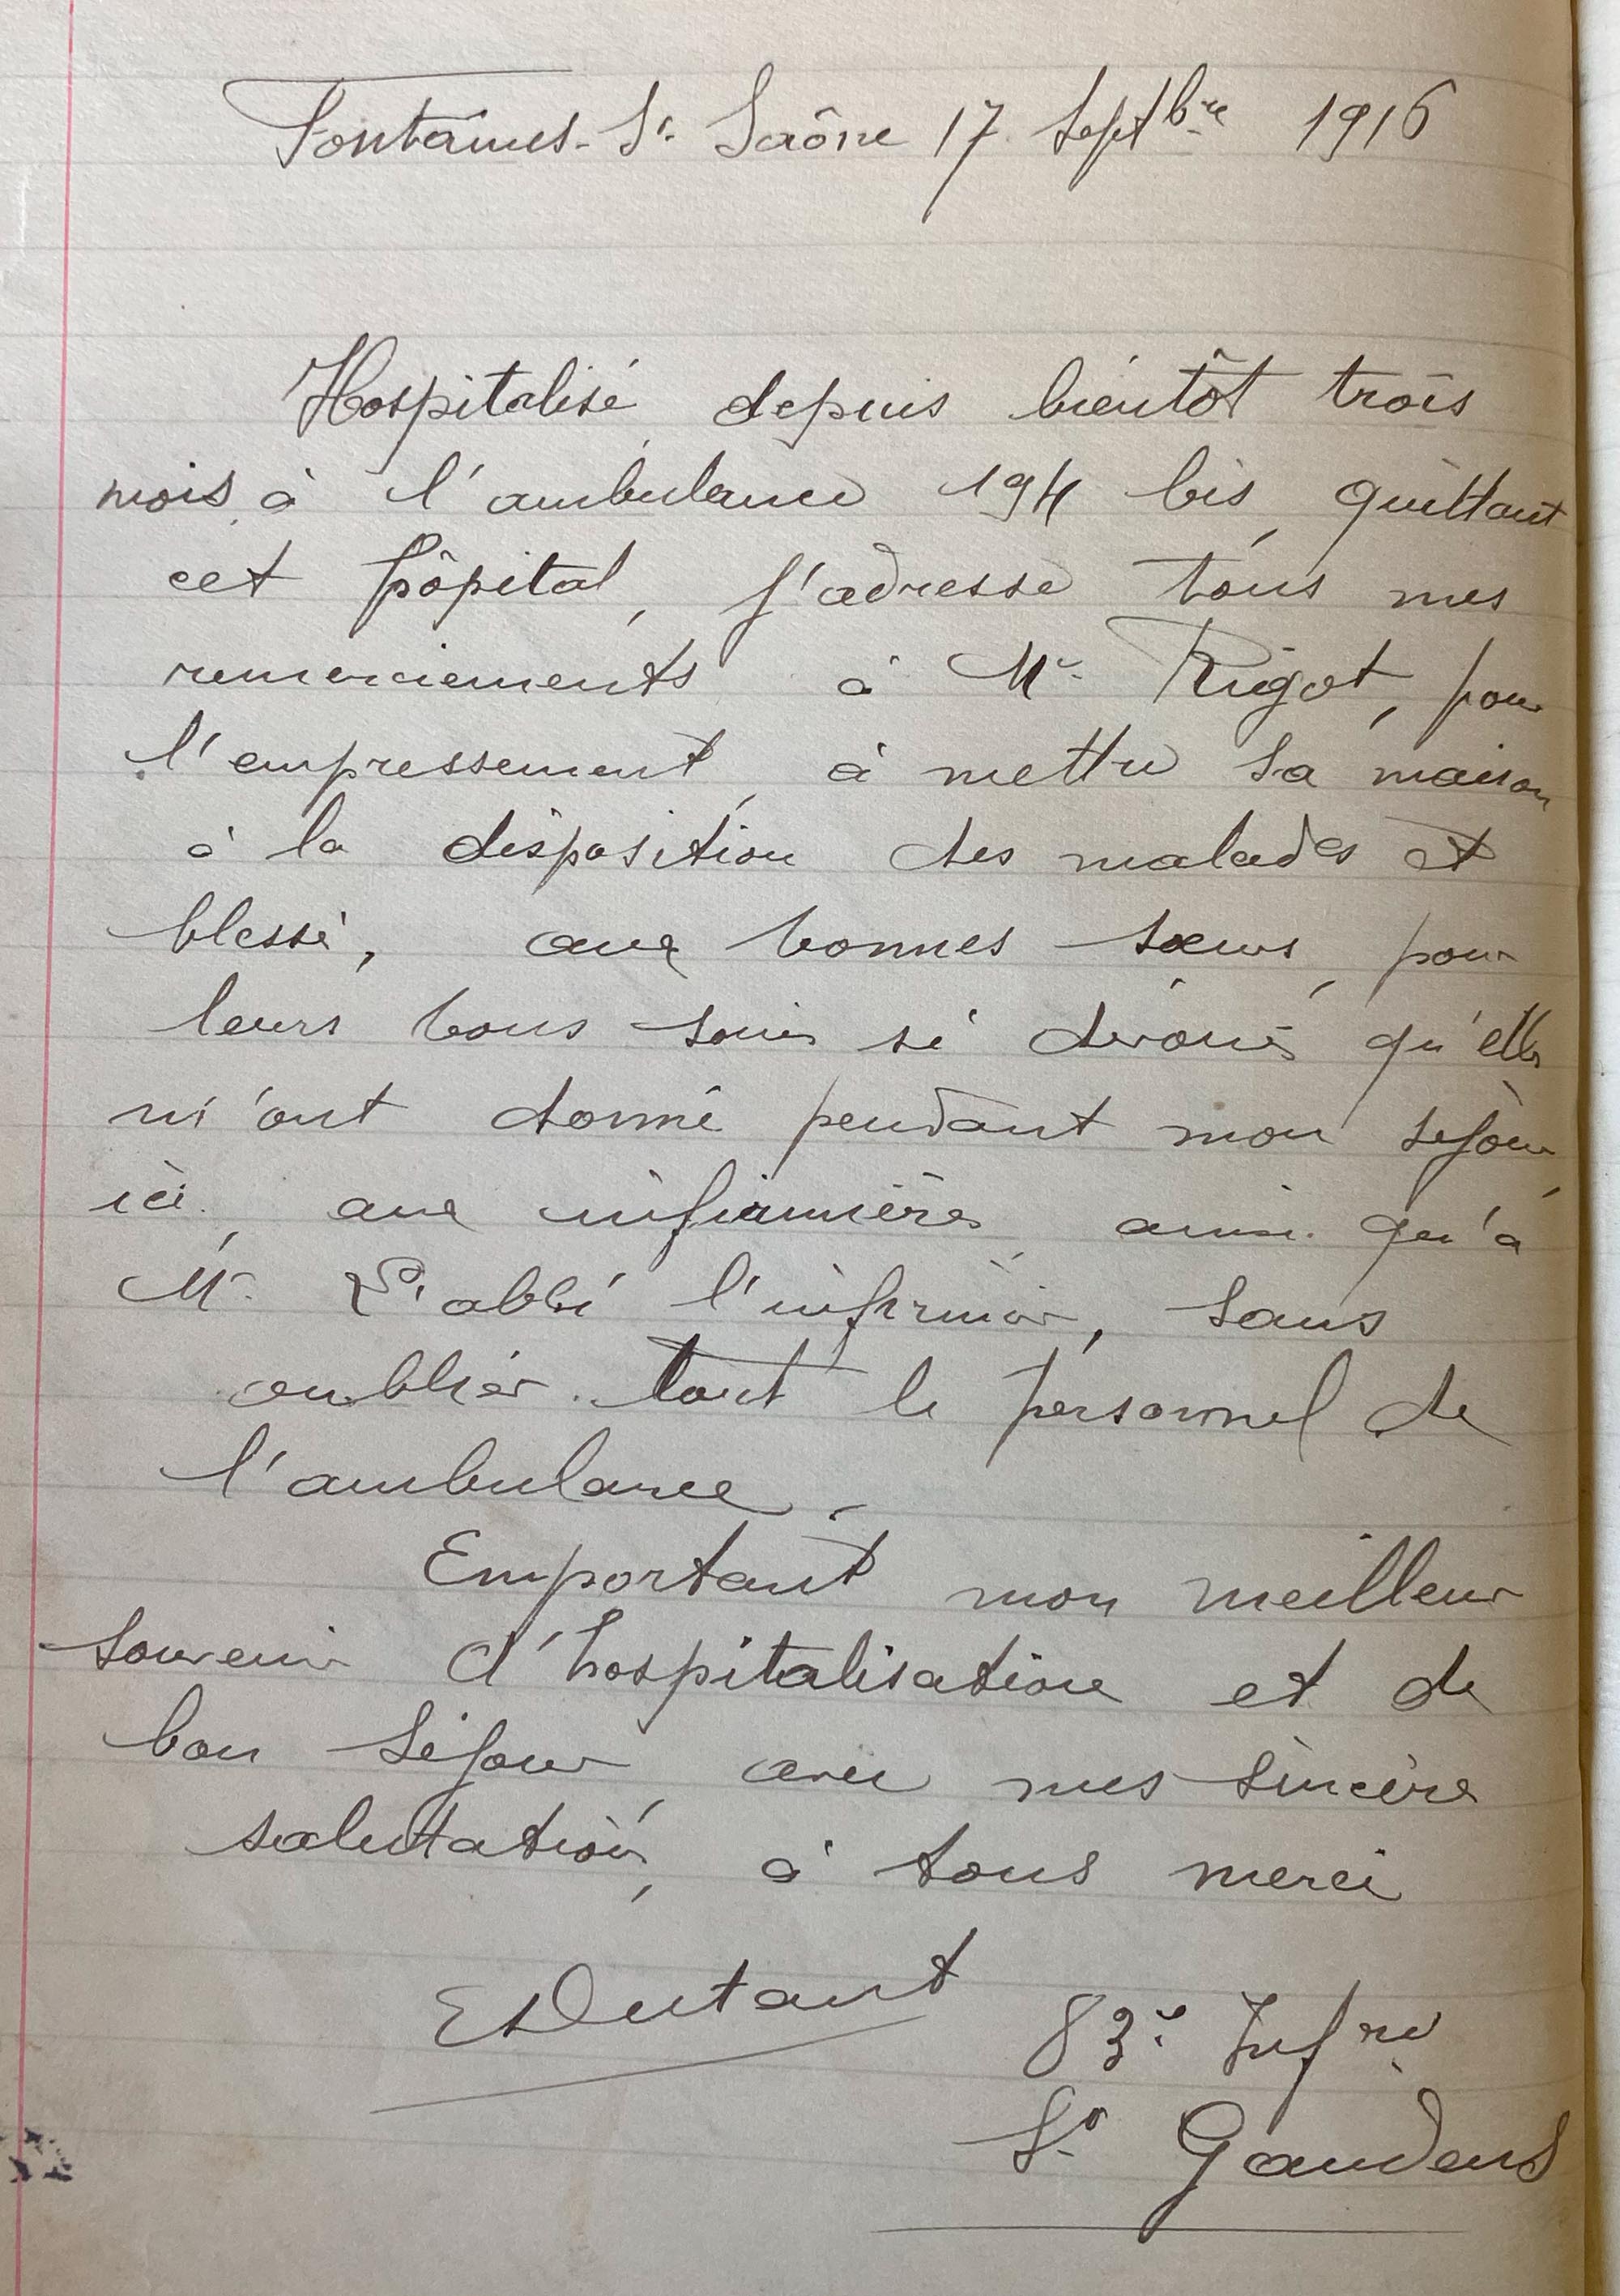 Fontaines-Sr. Saône 17 Septbre 1916
Hospitalisé depuis bientôt trois
mois, à l'ambulance 194 bis, quittant
cet hôpital, j'adresse tous mes
remerciements à Mr. Rigot, pour
l'empressement, à mettre sa maison
à la disposition des malades et
blessé, aux bonnes sœurs, pour
leurs bons soins si dévoués qu'elles
m'ont donné pendant mon séjour,
ici, aux infirmières, ainsi qu'à
Mr. L'abbé l'infirmier, sans
oublier tout le personnel de
l'ambulance.
Emportant mon meilleur
souvenir d'hospitalisation et de
bon séjour, avec mes sincère
salutation, à tous merci
Dutaut
83e Infrie
St Gaudens